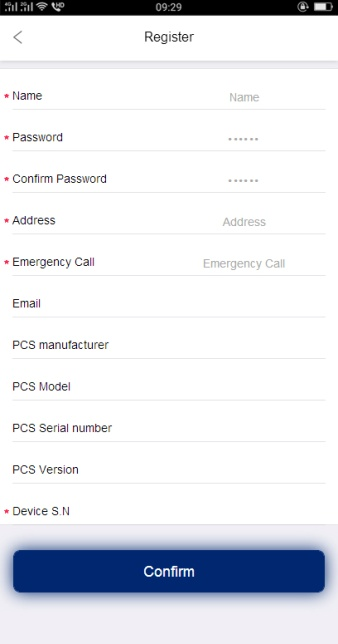 09:29
Register
* Name Name
* Password ••••••
* Confirm Password ••••••
* Address Address
* Emergency Call Emergency Call
Email
PCS manufacturer
PCS Model
PCS Serial number
PCS Version
* Device S.N
Confirm